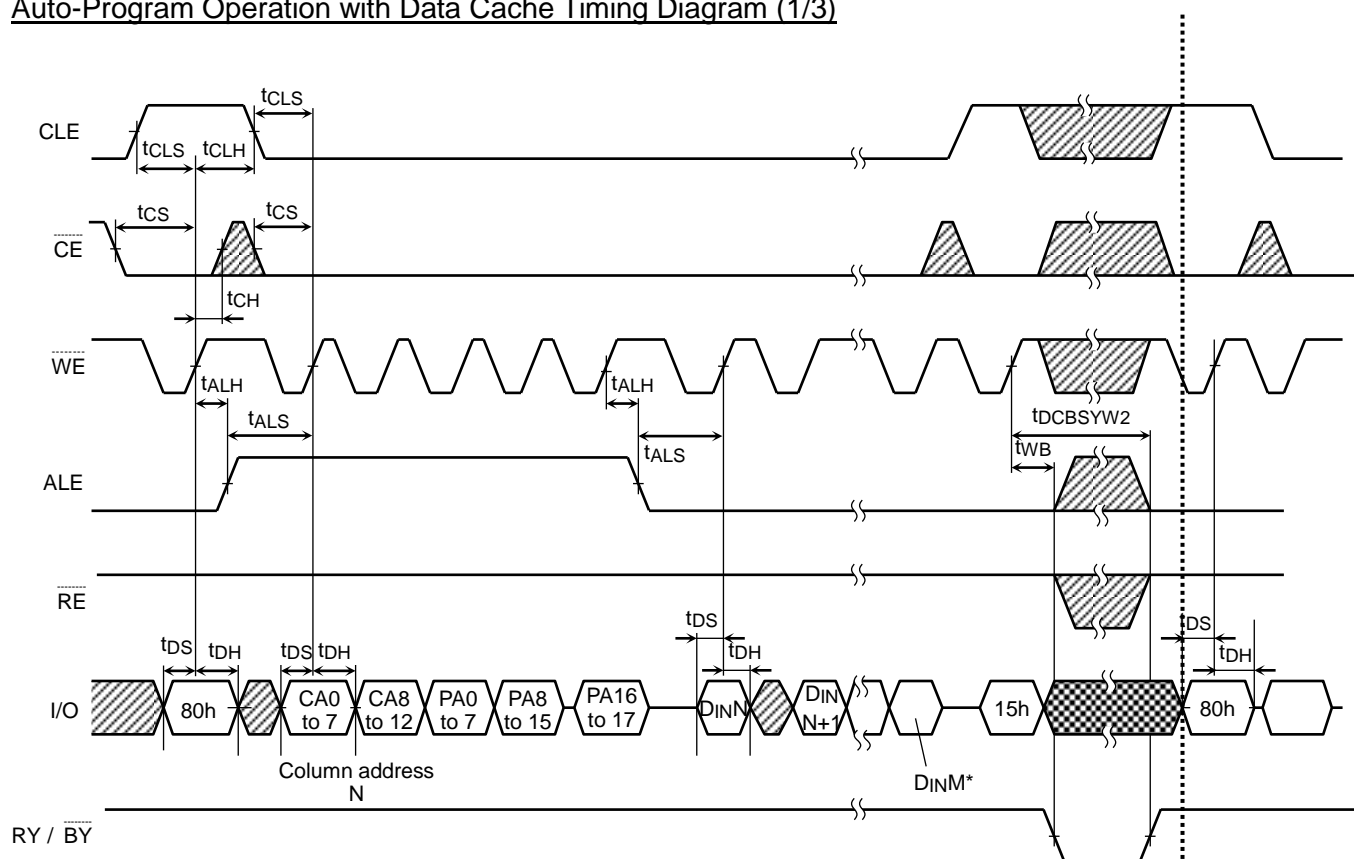 Auto-Program Operation with Data Cache Timing Diagram (1/3)
tCLS
CLE
tCLS tCLH
tCS tCS
CE
tCH
WE
tALH tALH
tDCBSYW2
tALS
tWB
tALS
ALE
RE
tDS tDH tDS tDH
tDS
tDH
tDS
tDH
I/O
80h
CA0 to 7
CA8 to 12
PA0 to 7
PA8 to 15
PA16 to 17
DINN
DIN N+1
15h
80h
Column address
N
DINM*
RY / BY